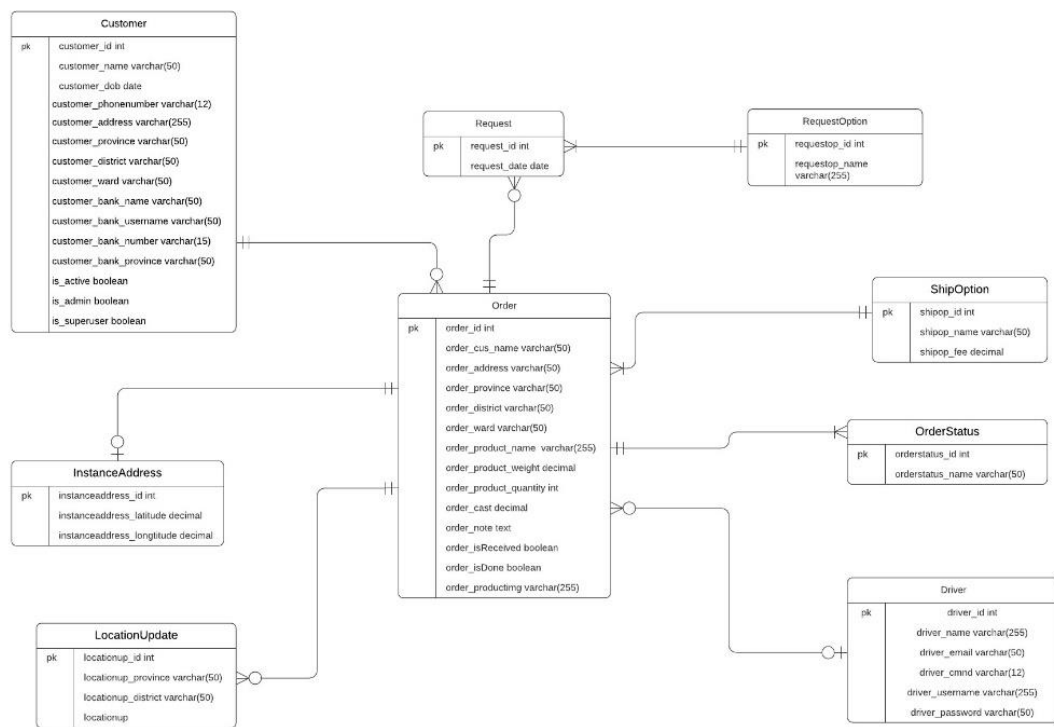 Customer
pk customer_id int
customer_name varchar(50)
customer_dob date
customer_phonenumber varchar(12)
customer_address varchar(255)
customer_province varchar(50)
customer_district varchar(50)
customer_ward varchar(50)
customer_bank_name varchar(50)
customer_bank_username varchar(50)
customer_bank_number varchar(15)
customer_bank_province varchar(50)
is_active boolean
is_admin boolean
is_superuser boolean
Request
pk request_id int
request_date date
RequestOption
pk requestop_id int
requestop_name
varchar(255)
Order
pk order_id int
order_cus_name varchar(50)
order_address varchar(50)
order_province varchar(50)
order_district varchar(50)
order_ward varchar(50)
order_product_name varchar(255)
order_product_weight decimal
order_product_quantity int
order_cast decimal
order_note text
order_isReceived boolean
order_isDone boolean
order_productimg varchar(255)
ShipOption
pk shipop_id int
shipop_name varchar(50)
shipop_fee decimal
OrderStatus
pk orderstatus_id int
orderstatus_name varchar(50)
InstanceAddress
pk instanceaddress_id int
instanceaddress_latitude decimal
instanceaddress_longtitude decimal
LocationUpdate
pk locationup_id int
locationup_province varchar(50)
locationup_district varchar(50)
locationup
Driver
pk driver_id int
driver_name varchar(255)
driver_email varchar(50)
driver_cmnd varchar(12)
driver_username varchar(255)
driver_password varchar(50)